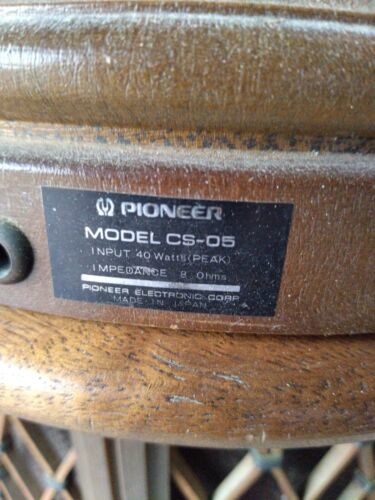 PIONEER
MODEL CS-05
INPUT 40 Watts (PEAK)
IMPEDANCE 8 Ohms
PIONEER ELECTRONIC CORP
MADE IN JAPAN